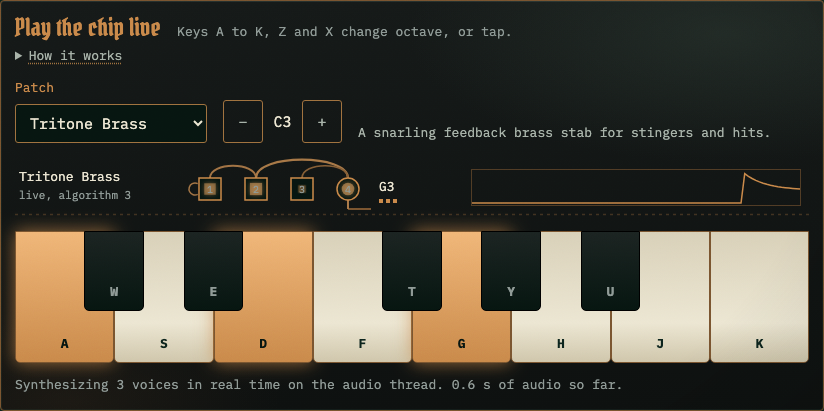 Play the chip live Keys A to K, Z and X change octave, or tap.
▶ How it works
Patch
Tritone Brass − C3 + A snarling feedback brass stab for stingers and hits.
Tritone Brass
live, algorithm 3
1 2 3 4 G3
W E T Y U
A S D F G H J K
Synthesizing 3 voices in real time on the audio thread. 0.6 s of audio so far.